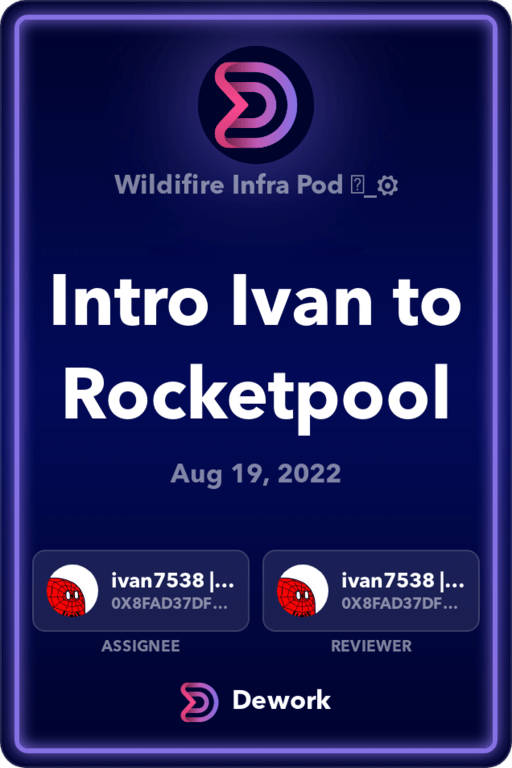 Wildifire Infra Pod ⍰_⚙
Intro Ivan to
Rocketpool
Aug 19, 2022
ivan7538 |...
0X8FAD37DF...
ASSIGNEE
ivan7538 |...
0X8FAD37DF...
REVIEWER
Dework